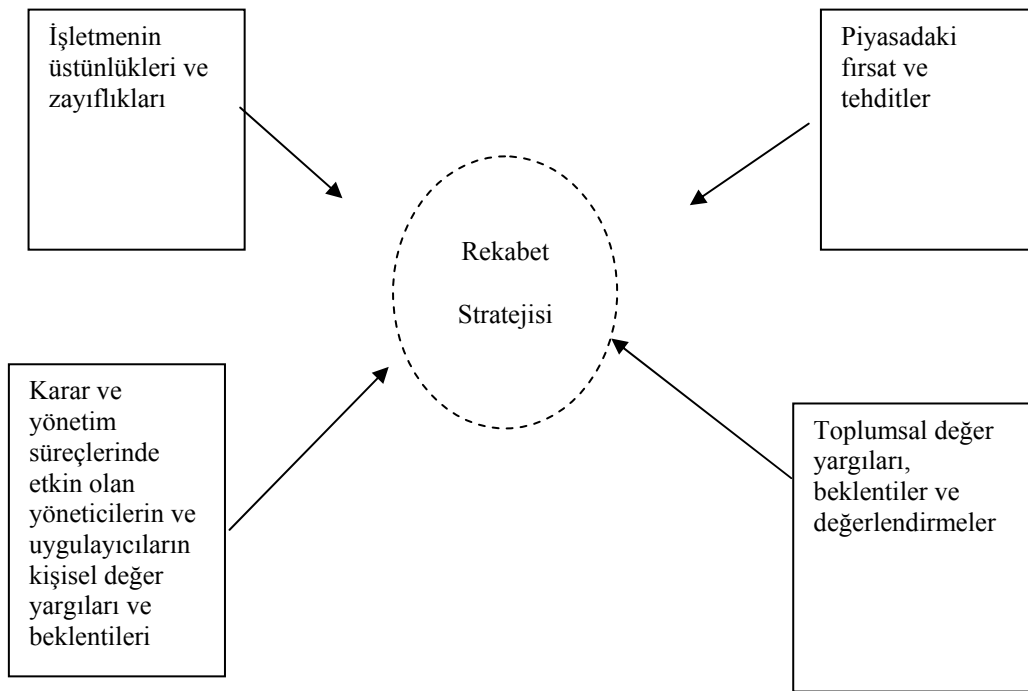 İşletmenin
üstünlükleri ve
zayıflıkları
Piyasadaki
fırsat ve
tehditler
Rekabet
Stratejisi
Karar ve
yönetim
süreçlerinde
etkin olan
yöneticilerin ve
uygulayıcıların
kişisel değer
yargıları ve
beklentileri
Toplumsal değer
yargıları,
beklentiler ve
değerlendirmeler